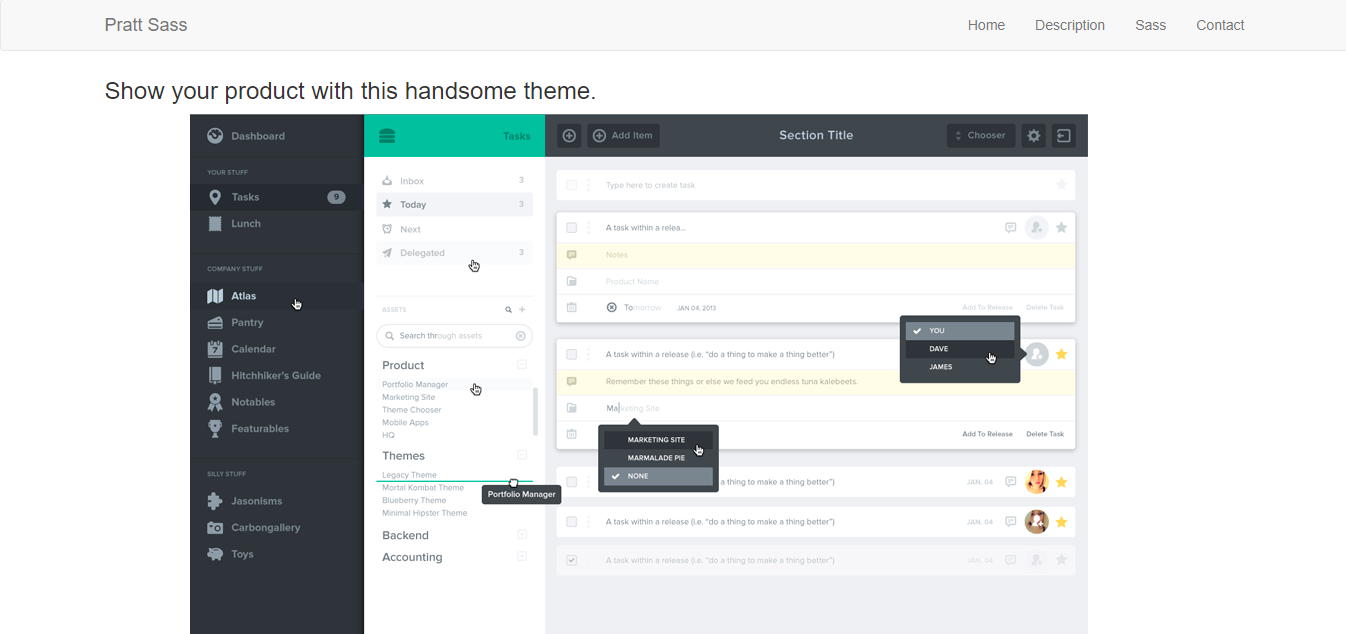 Pratt Sass
Home Description Sass Contact
Show your product with this handsome theme.
Dashboard
YOUR STUFF
Tasks 9
Lunch
COMPANY STUFF
Atlas
Pantry
Calendar
7
Hitchhiker's Guide
Notables
Featurables
SILLY STUFF
Jasonisms
Carbongallery
Toys
Tasks
Inbox 3
Today 3
Next
Delegated 3
ASSETS
Search through assets
Product
Portfolio Manager
Marketing Site
Theme Chooser
Mobile Apps
HQ
Themes
Legacy Theme
Mortal Kombat Theme
Portfolio Manager
Blueberry Theme
Minimal Hipster Theme
Backend
Accounting
Add Item
Section Title
Chooser
Type here to create task
A task within a relea...
Notes
Product Name
Tomorrow JAN 04, 2013 Add To Release Delete Task
A task within a release (i.e. "do a thing to make a thing better")
YOU
DAVE
JAMES
Remember these things or else we feed you endless tuna kalebeets.
Marketing Site
Add To Release Delete Task
MARKETING SITE
MARMALADE PIE
NONE
a thing to make a thing better") JAN. 04
A task within a release (i.e. "do a thing to make a thing better") JAN. 04
A task within a release (i.e. "do a thing to make a thing better") JAN. 04